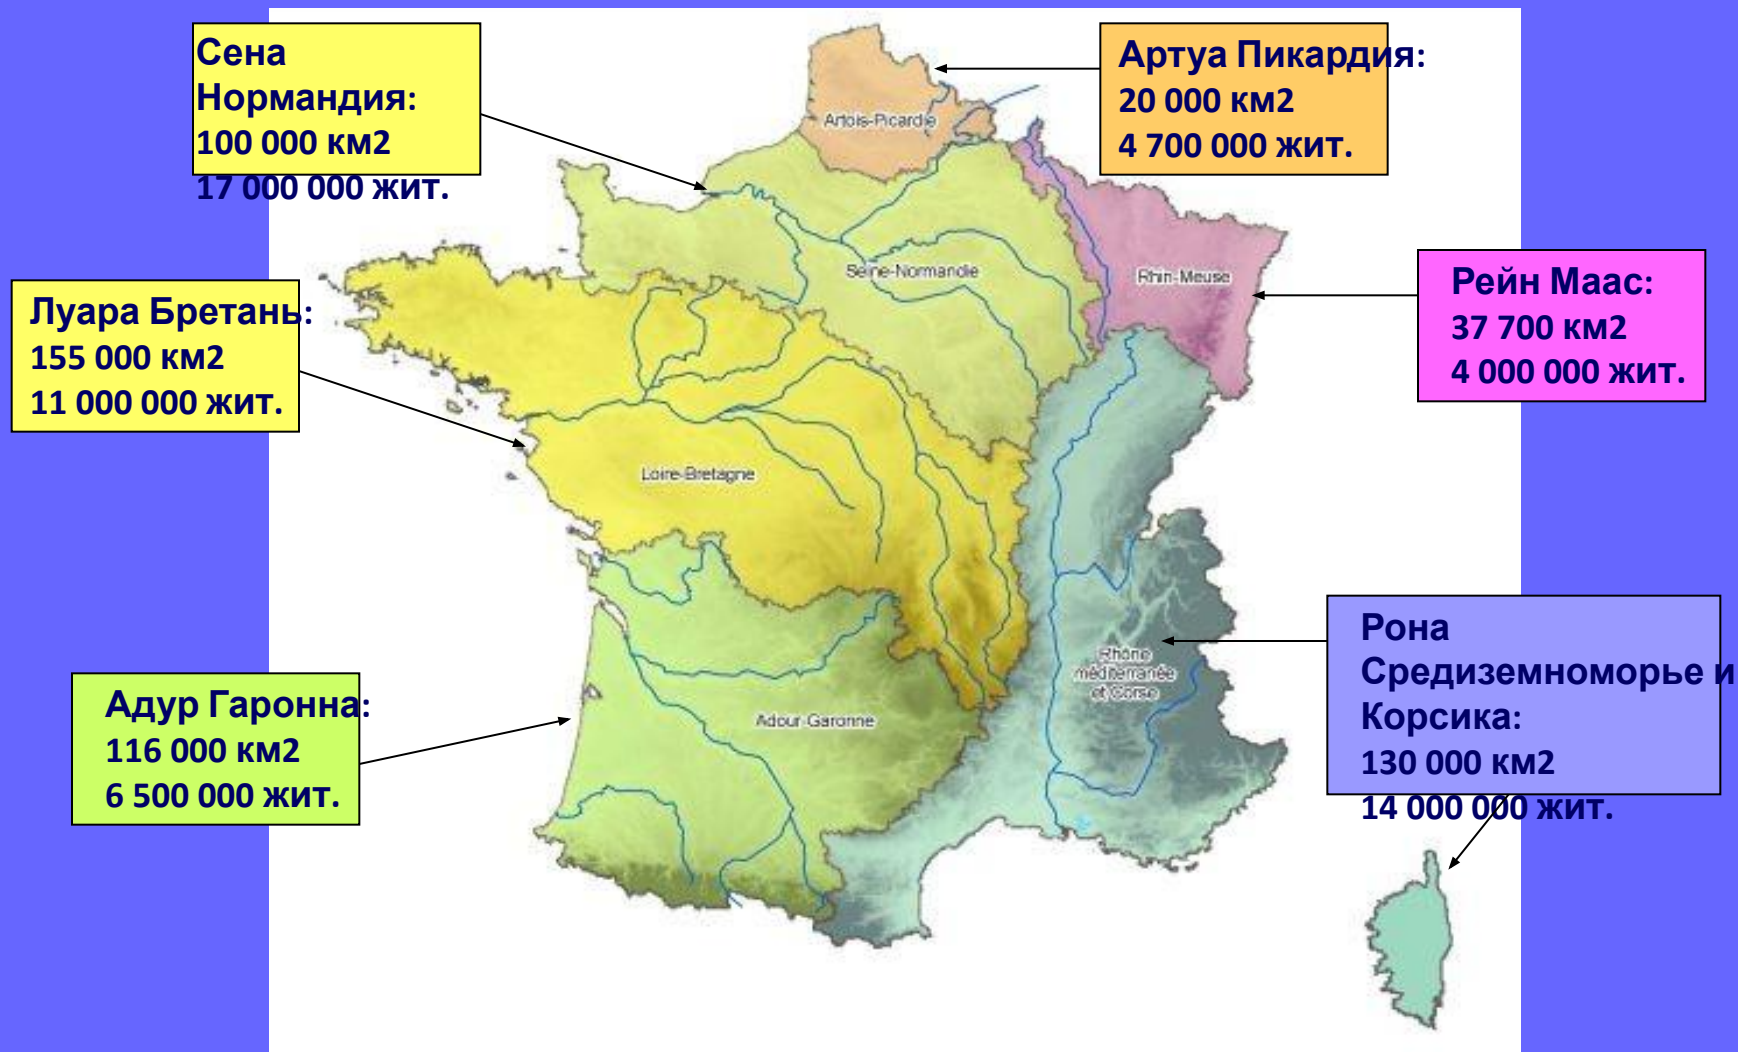 Сена
Нормандия:
100 000 км2
17 000 000 жит.
Артуа Пикардия:
20 000 км2
4 700 000 жит.
Artois-Picardie
Seine-Normandie
Rhin-Meuse
Рейн Маас:
37 700 км2
4 000 000 жит.
Луара Бретань:
155 000 км2
11 000 000 жит.
Loire-Bretagne
Рона
Средиземноморье и
Корсика:
130 000 км2
14 000 000 жит.
Rhône
méditerranée
et Corse
Адур Гаронна:
116 000 км2
6 500 000 жит.
Adour-Garonne